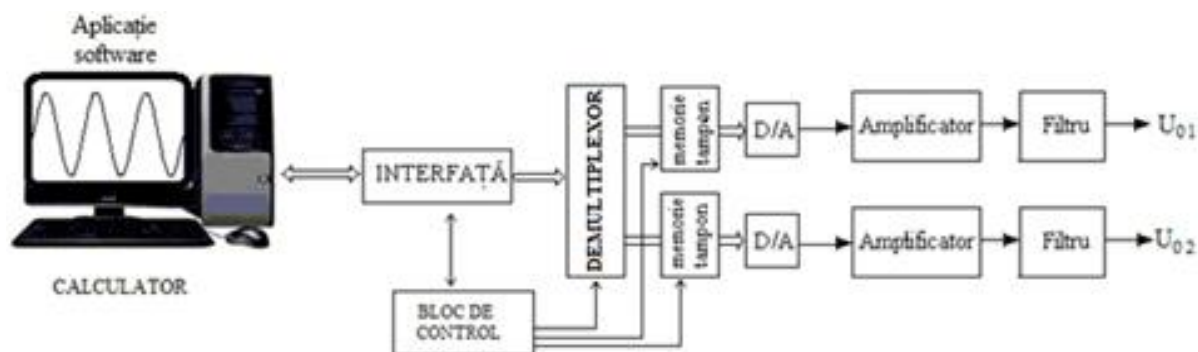 Aplicație
software
CALCULATOR
INTERFAȚĂ
BLOC DE
CONTROL
DEMULTIPLEXOR
memorie
tampon
D/A
Amplificator
Filtru
U01
memorie
tampon
D/A
Amplificator
Filtru
U02